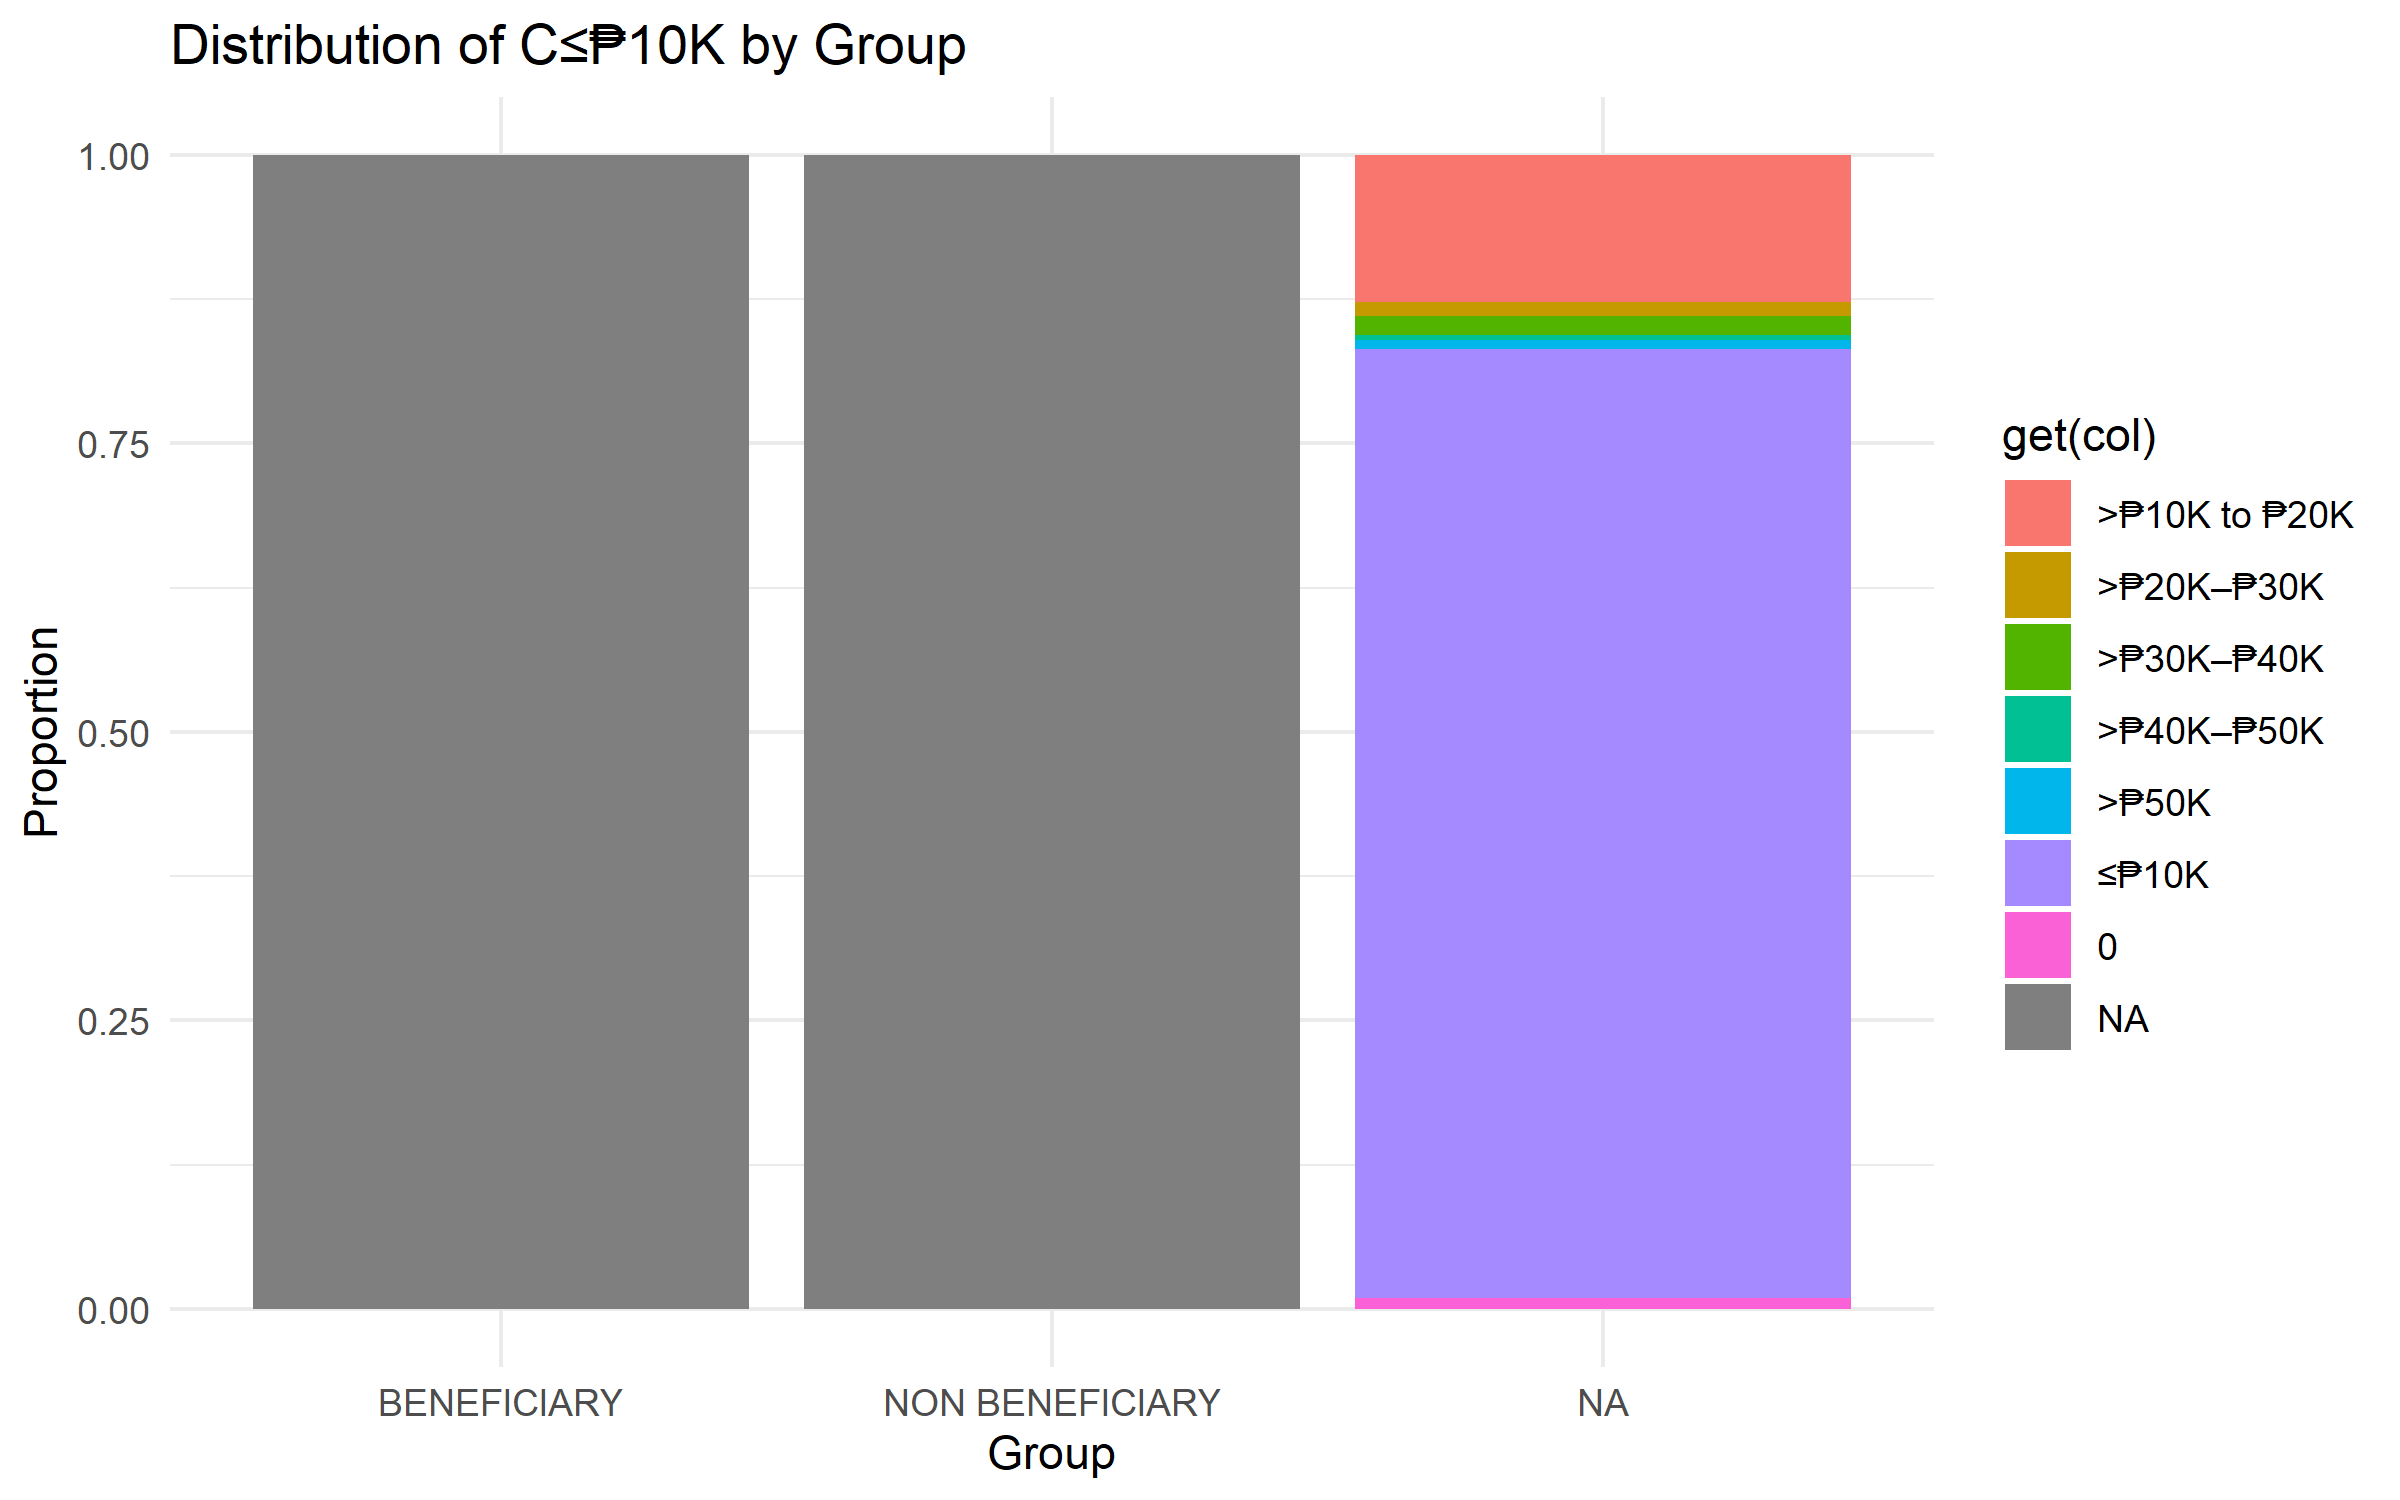 Distribution of C≤₱10K by Group
Proportion
1.00
0.75
0.50
0.25
0.00
BENEFICIARY
NON BENEFICIARY
NA
Group
get(col)
>₱10K to ₱20K
>₱20K–₱30K
>₱30K–₱40K
>₱40K–₱50K
>₱50K
≤₱10K
0
NA